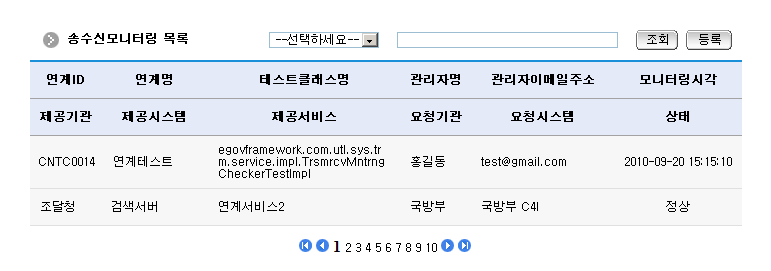 송수신모니터링 목록 --선택하세요-- 조회 등록
연계ID 연계명 테스트클래스명 관리자명 관리자이메일주소 모니터링시각
제공기관 제공시스템 제공서비스 요청기관 요청시스템 상태
CNTC0014 연계테스트 egovframework.com.utl.sys.tr
m.service.impl.TrsmrcvMntrng
CheckerTestImpl 홍길동 test@gmail.com 2010-09-20 15:15:10
조달청 검색서버 연계서비스2 국방부 국방부 C4I 정상
1 2 3 4 5 6 7 8 9 10